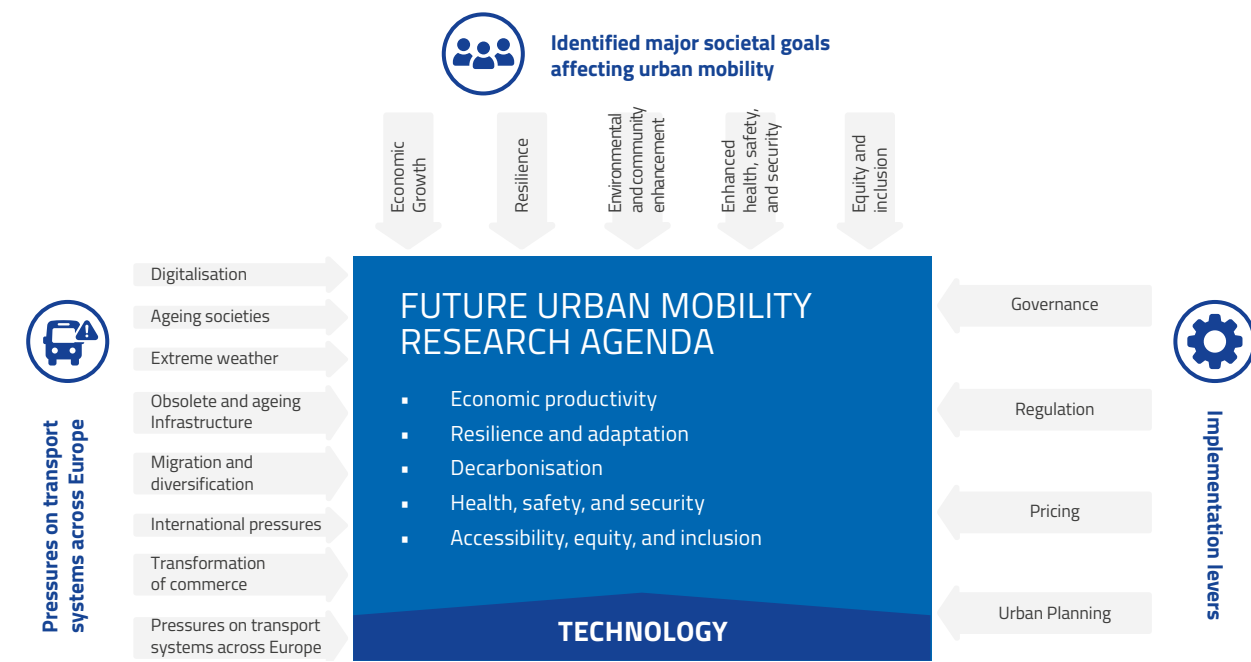 Identified major societal goals
affecting urban mobility
Economic
Growth
Resilience
Environmental
and community
enhancement
Enhanced
health, safety,
and security
Equity and
inclusion
Pressures on transport
systems across Europe
Digitalisation
Ageing societies
Extreme weather
Obsolete and ageing
Infrastructure
Migration and
diversification
International pressures
Transformation
of commerce
Pressures on transport
systems across Europe
FUTURE URBAN MOBILITY
RESEARCH AGENDA
▪ Economic productivity
▪ Resilience and adaptation
▪ Decarbonisation
▪ Health, safety, and security
▪ Accessibility, equity, and inclusion
TECHNOLOGY
Governance
Regulation
Pricing
Urban Planning
Implementation levers